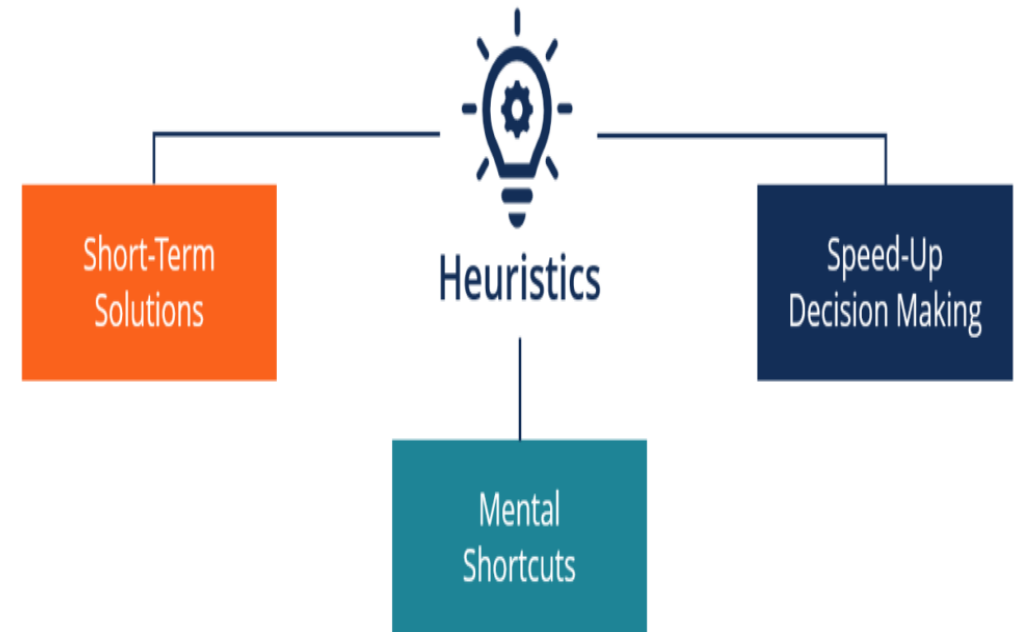 Heuristics
Short-Term
Solutions
Speed-Up
Decision Making
Mental
Shortcuts